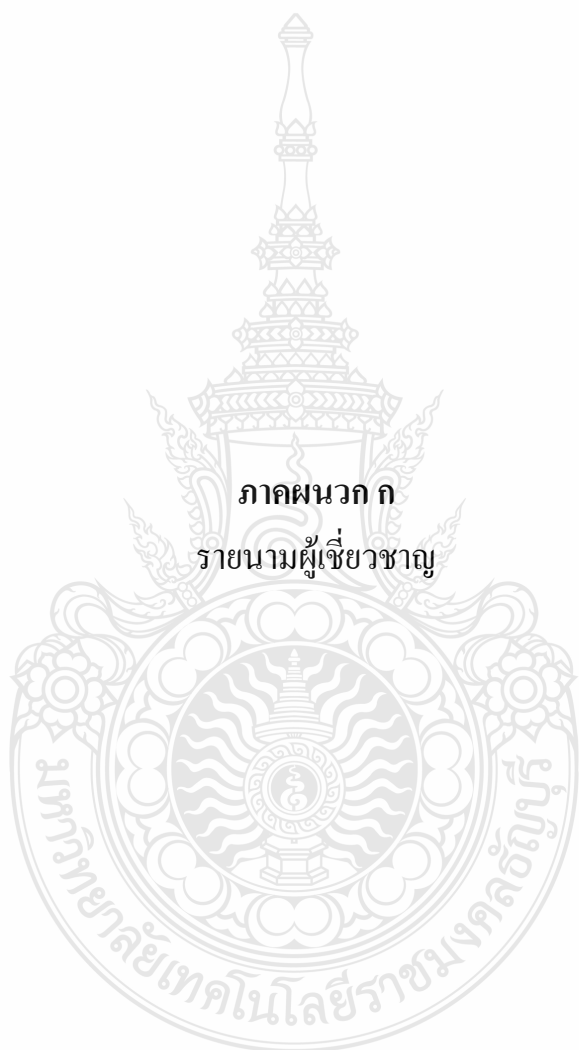 ภาคผนวก ก
รายนามผู้เชี่ยวชาญ
มหาวิทยาลัยเทคโนโลยีราชมงคลธัญบุรี